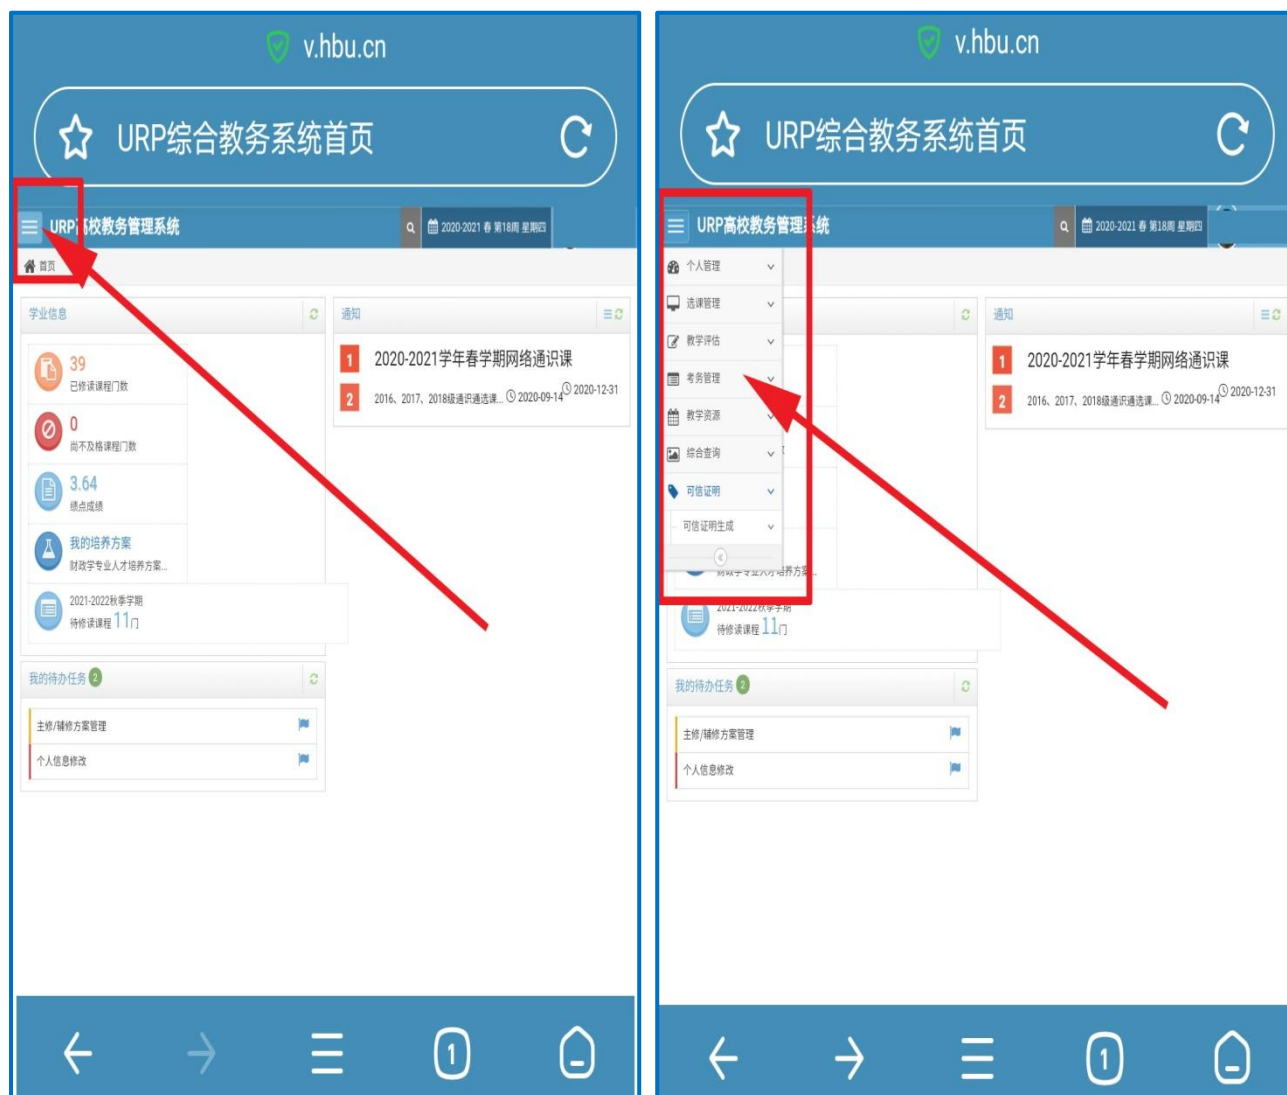 v.hbu.cn
URP综合教务系统首页
URP高校教务管理系统
2020-2021 春 第18周 星期四
首页
学业信息
39
已修读课程门数
0
尚不及格课程门数
3.64
绩点成绩
我的培养方案
财政学专业人才培养方案...
2021-2022秋季学期
待修读课程 11门
通知
1 2020-2021学年春学期网络通识课
2020-12-31
2 2016、2017、2018级通识通选课... 2020-09-14
我的待办任务 2
主修/辅修方案管理
个人信息修改
1
v.hbu.cn
URP综合教务系统首页
URP高校教务管理系统
2020-2021 春 第18周 星期四
个人管理
选课管理
教学评估
考务管理
教学资源
综合查询
可信证明
可信证明生成
财政学专业人才培养方案...
2021-2022秋季学期
待修读课程 11门
通知
1 2020-2021学年春学期网络通识课
2020-12-31
2 2016、2017、2018级通识通选课... 2020-09-14
我的待办任务 2
主修/辅修方案管理
个人信息修改
1